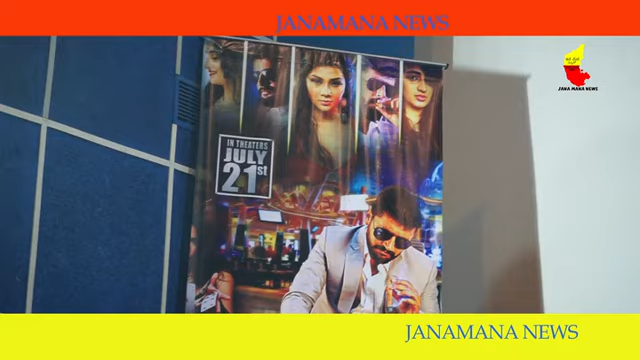 JANAMANA NEWS
JANA MANA NEWS
IN THEATERS
JULY
21st
JANAMANA NEWS